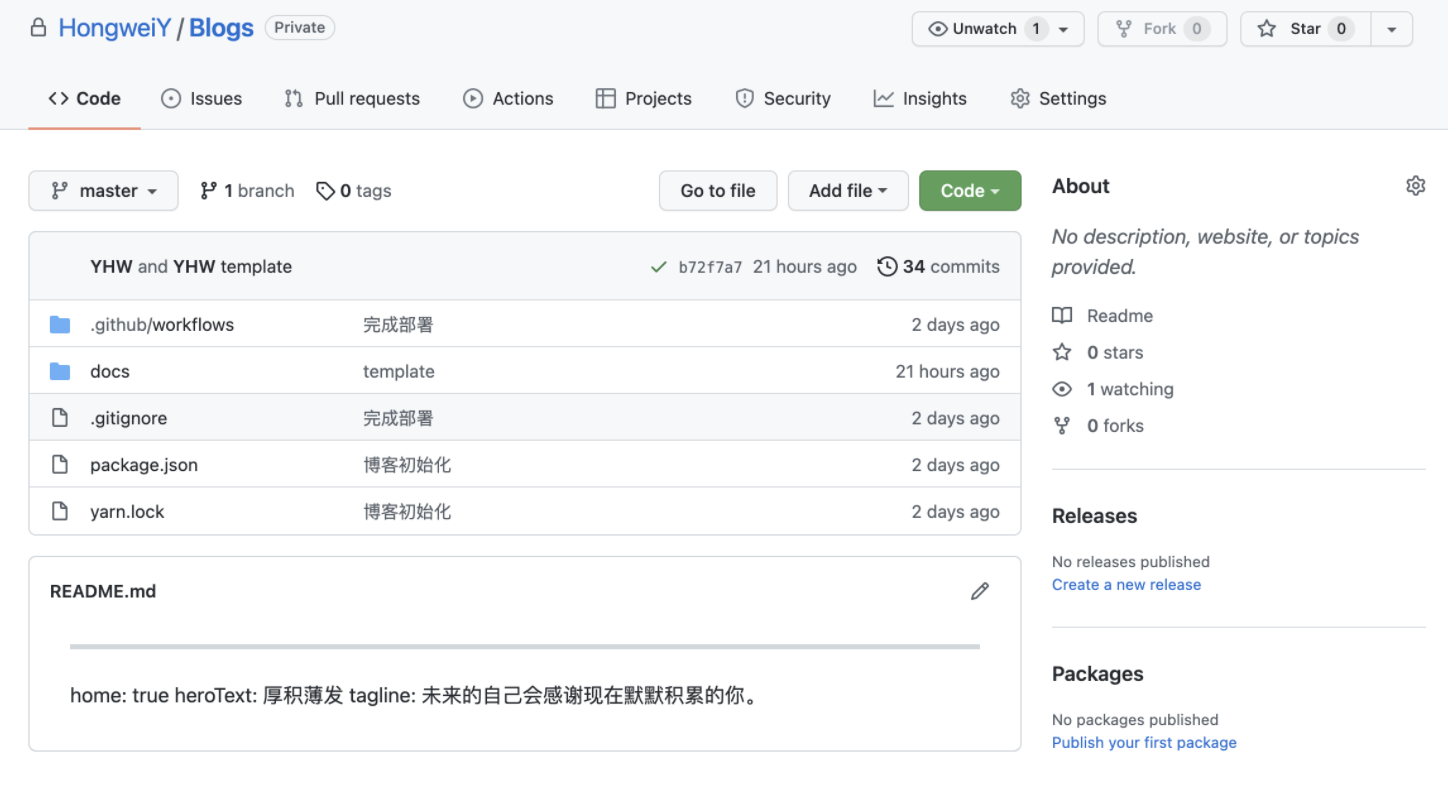 HongweiY / Blogs Private Unwatch 1 Fork 0 Star 0
Code Issues Pull requests Actions Projects Security Insights Settings
master 1 branch 0 tags Go to file Add file Code
YHW and YHW template b72f7a7 21 hours ago 34 commits
.github/workflows 完成部署 2 days ago
docs template 21 hours ago
.gitignore 完成部署 2 days ago
package.json 博客初始化 2 days ago
yarn.lock 博客初始化 2 days ago
README.md
home: true heroText: 厚积薄发 tagline: 未来的自己会感谢现在默默积累的你。
About
No description, website, or topics
provided.
Readme
0 stars
1 watching
0 forks
Releases
No releases published
Create a new release
Packages
No packages published
Publish your first package